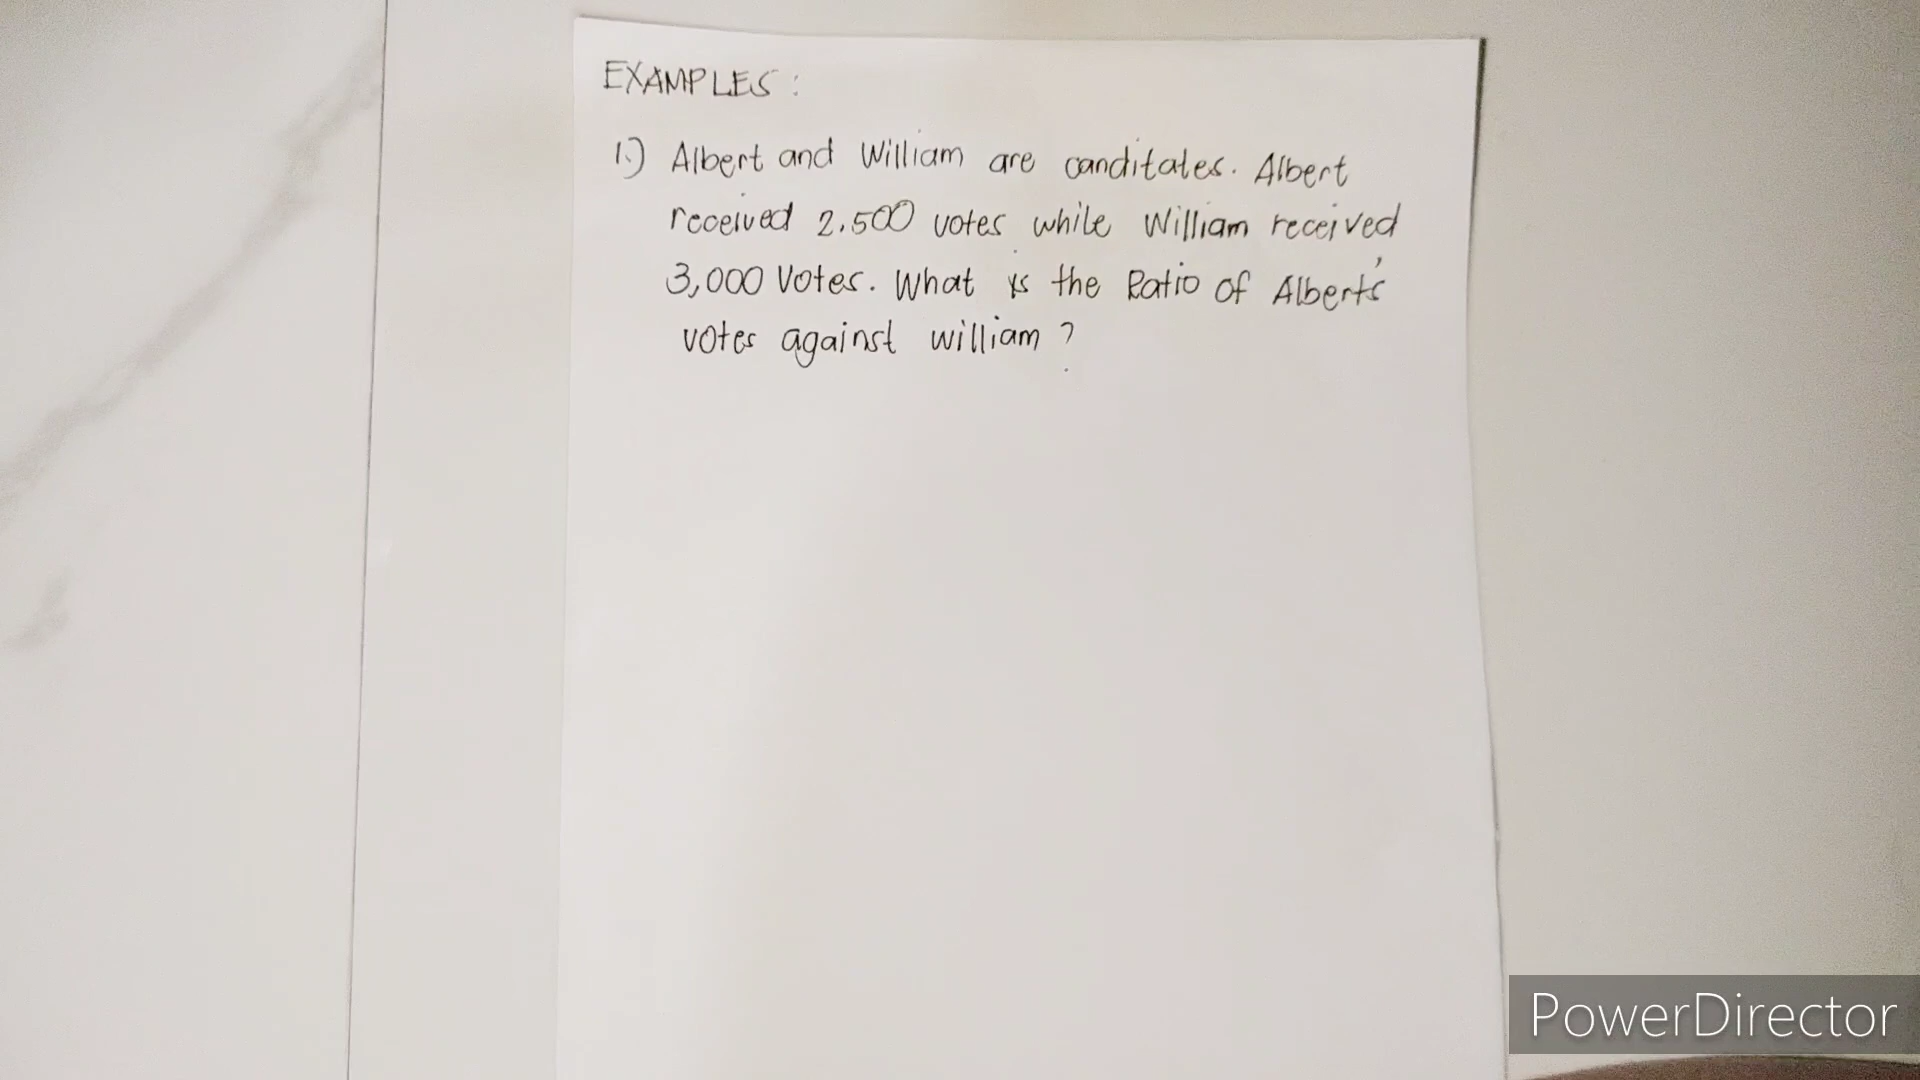 EXAMPLES :
1.) Albert and William are canditates. Albert
received 2.500 votes while William received
3,000 Votes. What is the Ratio of Albert's
votes against william ?
PowerDirector